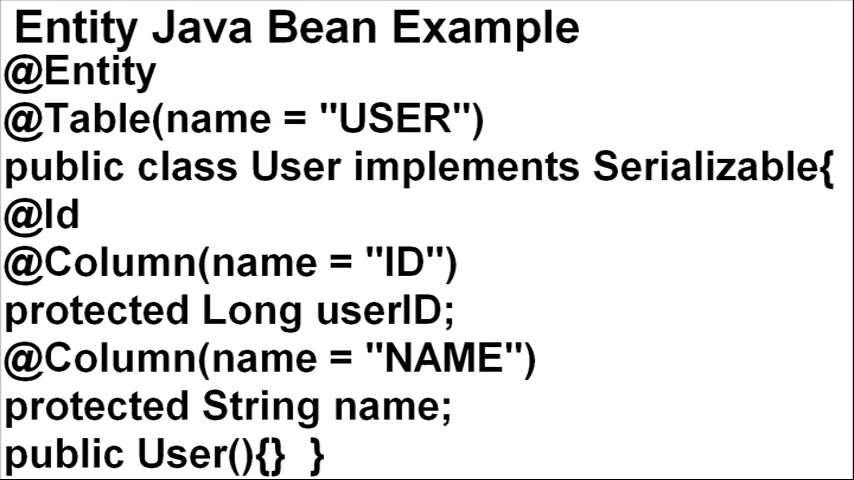 Entity Java Bean Example
@Entity
@Table(name = "USER")
public class User implements Serializable{
@Id
@Column(name = "ID")
protected Long userID;
@Column(name = "NAME")
protected String name;
public User(){} }